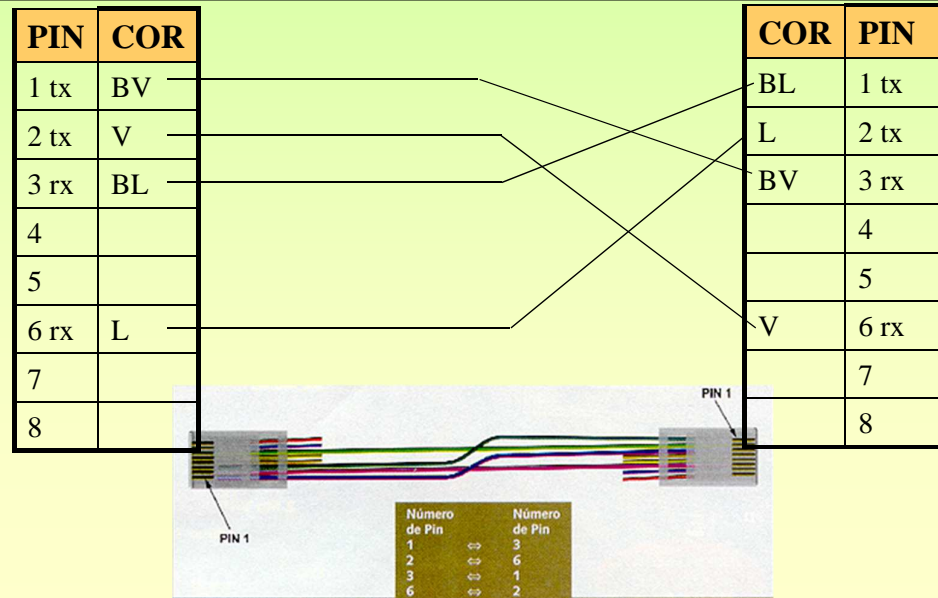 PIN COR
1 tx BV
2 tx V
3 rx BL
4
5
6 rx L
7
8
COR PIN
BL 1 tx
L 2 tx
BV 3 rx
4
5
V 6 rx
7
8
PIN 1
PIN 1
Número Número
de Pin de Pin
1 ⇔ 3
2 ⇔ 6
3 ⇔ 1
6 ⇔ 2